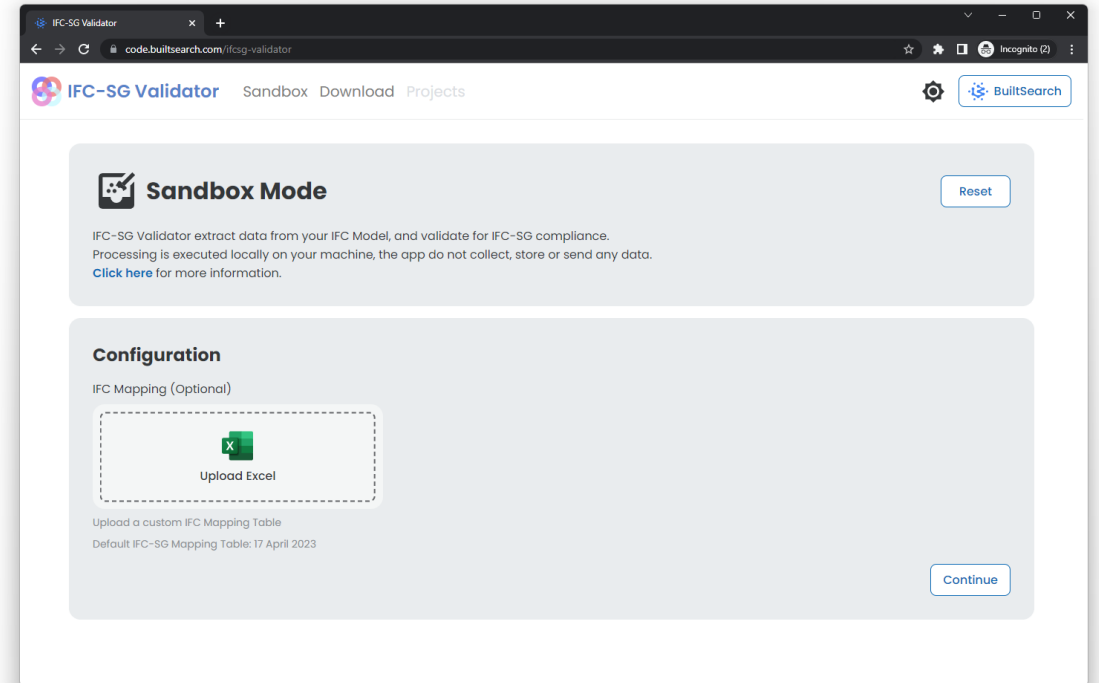 IFC-SG Validator
code.builtsearch.com/ifcsg-validator
Incognito (2)
IFC-SG Validator
Sandbox
Download
Projects
BuiltSearch
Sandbox Mode
Reset
IFC-SG Validator extract data from your IFC Model, and validate for IFC-SG compliance.
Processing is executed locally on your machine, the app do not collect, store or send any data.
Click here for more information.
Configuration
IFC Mapping (Optional)
X
Upload Excel
Upload a custom IFC Mapping Table
Default IFC-SG Mapping Table: 17 April 2023
Continue